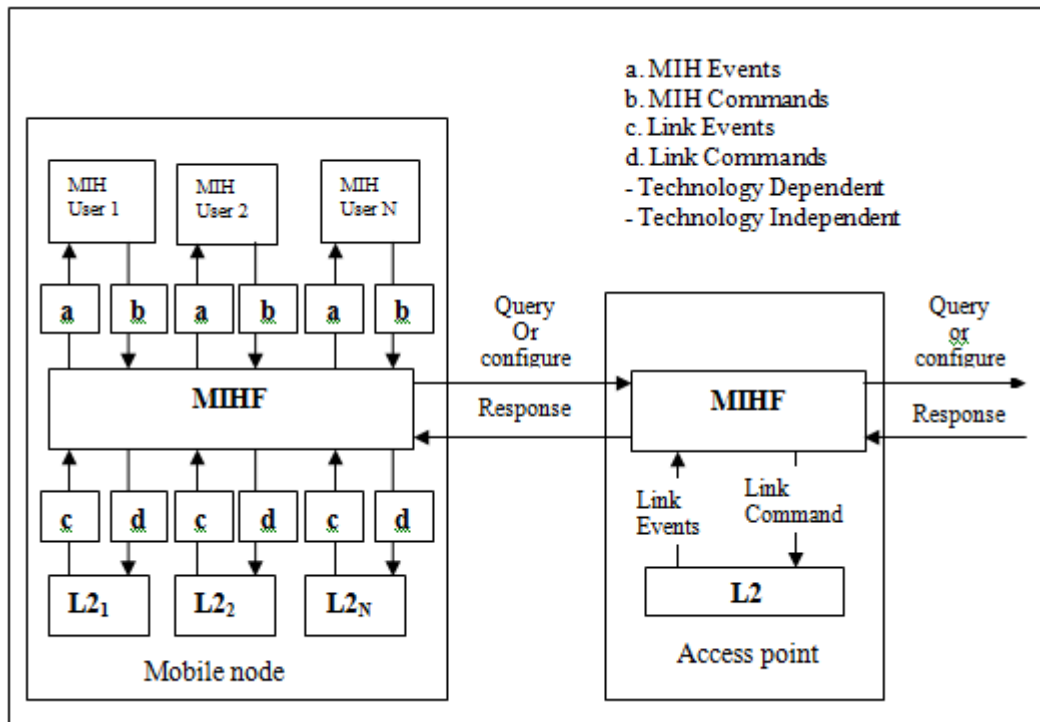 a. MIH Events
b. MIH Commands
c. Link Events
d. Link Commands
- Technology Dependent
- Technology Independent
MIH
User 1
MIH
User 2
MIH
User N
a
b
a
b
a
b
MIHF
c
d
c
d
c
d
L2₁
L2₂
L2ₙ
Mobile node
Query
Or
configure
Response
MIHF
Link
Events
Link
Command
L2
Access point
Query
or
configure
Response